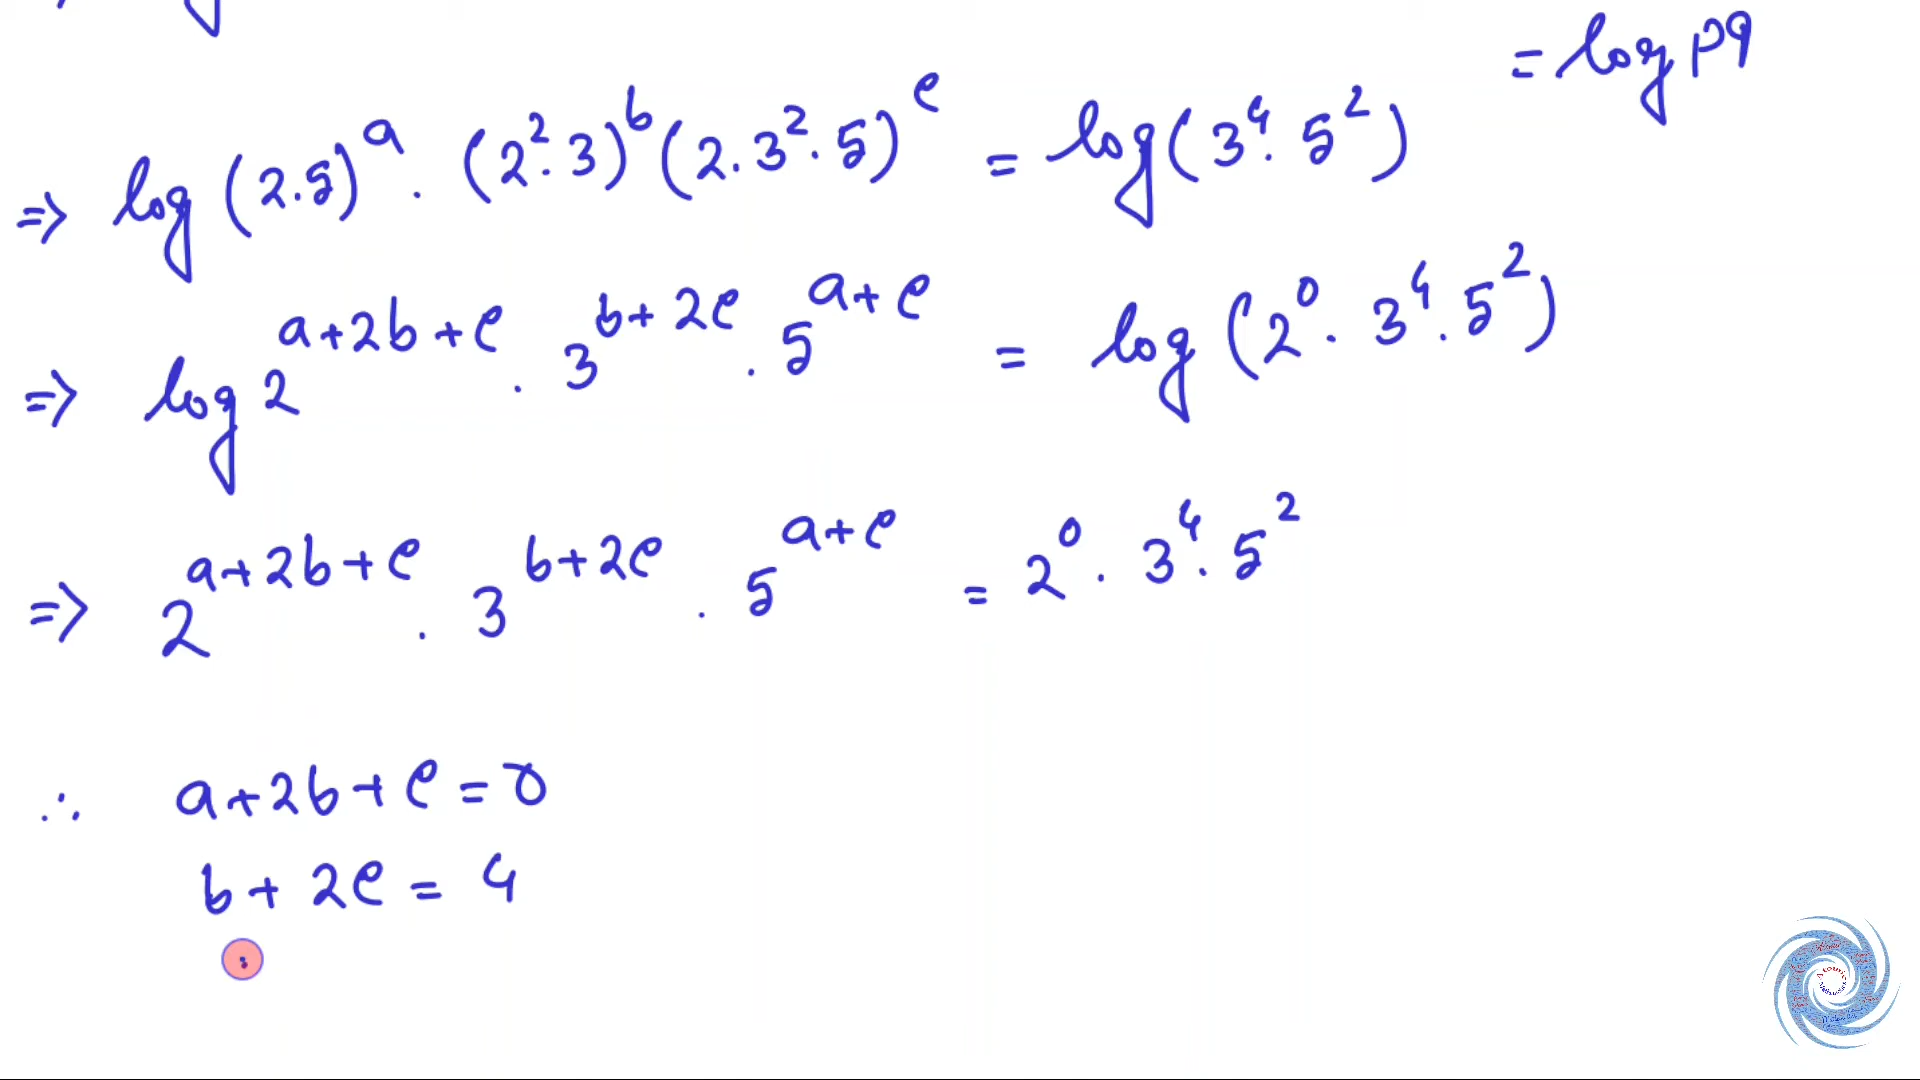 = log pq
⇒ log (2.5)^a . (2^2.3)^b (2.3^2.5)^c = log(3^4.5^2)
⇒ log 2^{a+2b+c} . 3^{b+2c} . 5^{a+c} = log (2^0 . 3^4.5^2)
⇒ 2^{a+2b+c} . 3^{b+2c} . 5^{a+c} = 2^0 . 3^4.5^2
∴ a+2b+c = 0
b+2c = 4